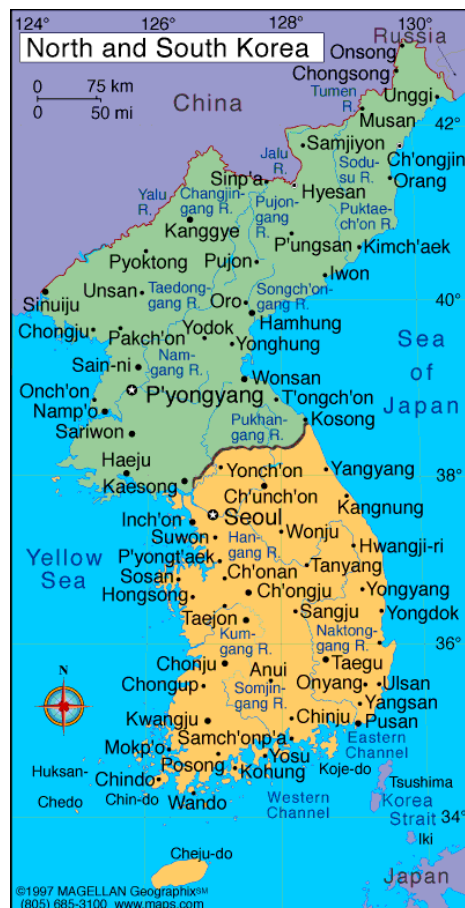 124°
126°
128°
130°
Russia
North and South Korea
Onsong
Chongsong
0 75 km
0 50 mi
China
Tumen
R.
Unggi
42°
Musan
Samjiyon
Jalu
R.
Sodu-
su R.
Ch'ongjin
Sinp'a
Orang
Yalu
R.
Changjin-
gang R.
Hyesan
Pujon-
gang
R.
Puktae-
ch'on R.
Kanggye
P'ungsan
Kimch'aek
Pyoktong
Pujon
Iwon
Unsan
Taedong-
gang R.
Songch'on-
gang R.
Sinuiju
Oro
40°
Hamhung
Chongju
Pakch'on
Yodok
Yonghung
Sea
of
Japan
Nam-
gang R.
Sain-ni
Wonsan
Onch'on
P'yongyang
T'ongch'on
Namp'o
Pukhan-
gang R.
Kosong
Sariwon
Haeju
Yonch'on
Yangyang
38°
Kaesong
Ch'unch'on
Kangnung
Inch'on
Seoul
Suwon
Han-
gang R.
Wonju
Hwangji-ri
Yellow
Sea
P'yongt'aek
Tanyang
Sosan
Ch'onan
Hongsong
Ch'ongju
Yongyang
Taejon
Sangju
Yongdok
Kum-
gang R.
Naktong-
gang R.
36°
Chonju
Anui
Taegu
N
Chongup
Somjin-
gang R.
Onyang
Ulsan
Yangsan
Kwangju
Chinju
Pusan
Samch'onp'a
Eastern
Channel
Mokp'o
Posong
Yosu
Kohung
Koje-do
Huksan-
Chedo
Chindo
Chin-do
Wando
Western
Channel
Tsushima
Korea
Strait
34°
Iki
Cheju-do
Japan
©1997 MAGELLAN Geographix℠
(805) 685-3100 www.maps.com